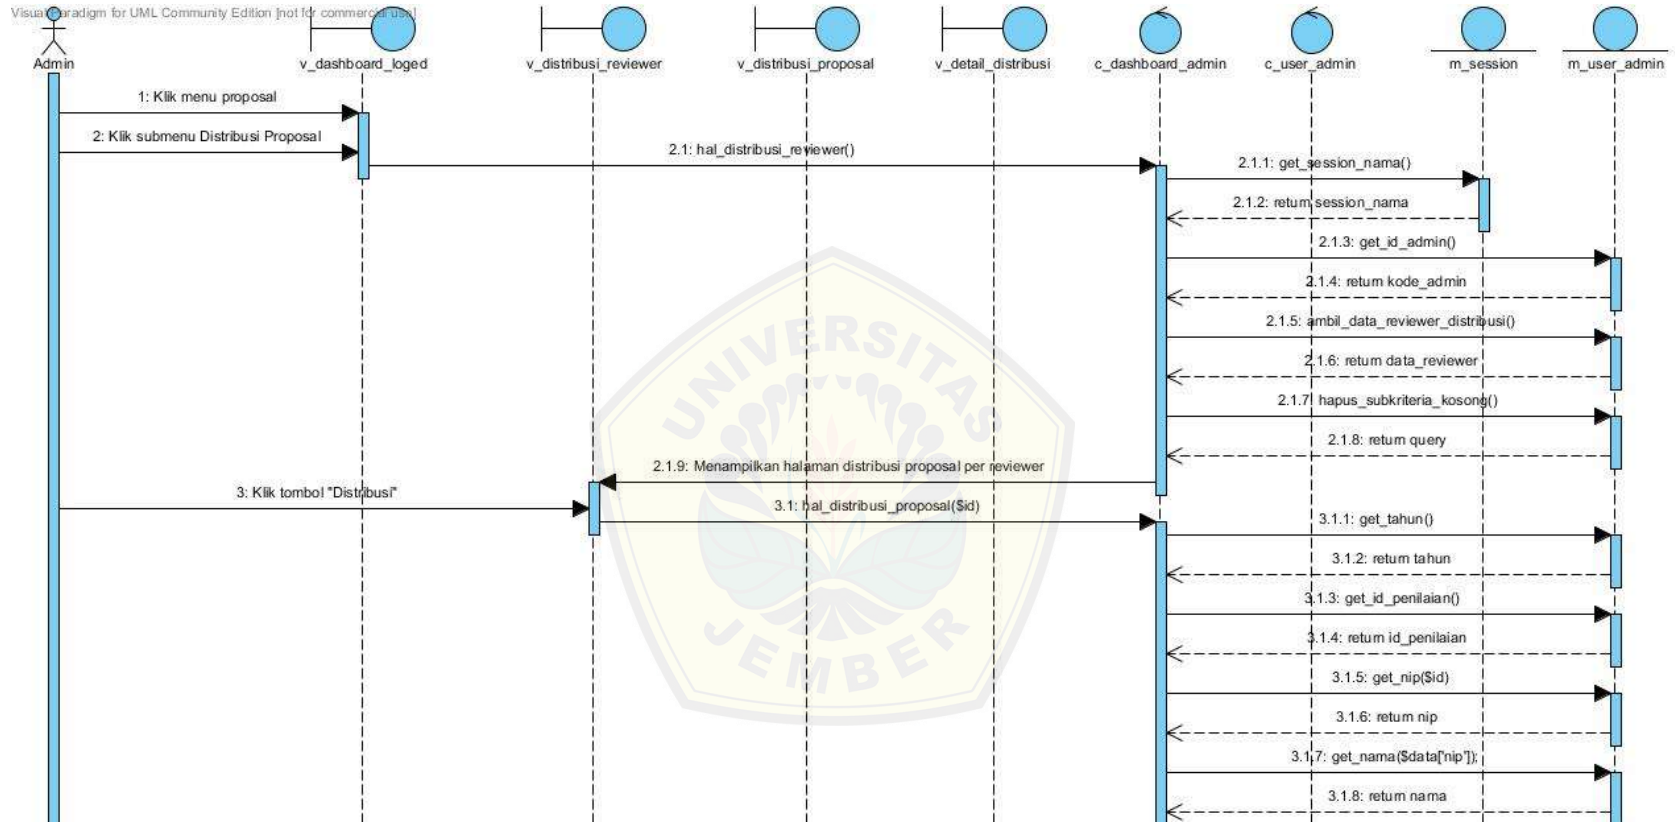 Visual Paradigm for UML Community Edition [not for commercial use]
Admin
v_dashboard_loged
v_distribusi_reviewer
v_distribusi_proposal
v_detail_distribusi
c_dashboard_admin
c_user_admin
m_session
m_user_admin
1: Klik menu proposal
2: Klik submenu Distribusi Proposal
2.1: hal_distribusi_reviewer()
2.1.1: get_session_nama()
2.1.2: return session_nama
2.1.3: get_id_admin()
2.1.4: return kode_admin
2.1.5: ambil_data_reviewer_distribusi()
2.1.6: return data_reviewer
2.1.7: hapus_subkriteria_kosong()
2.1.8: return query
2.1.9: Menampilkan halaman distribusi proposal per reviewer
3: Klik tombol "Distribusi"
3.1: hal_distribusi_proposal($id)
3.1.1: get_tahun()
3.1.2: return tahun
3.1.3: get_id_penilaian()
3.1.4: return id_penilaian
3.1.5: get_nip($id)
3.1.6: return nip
3.1.7: get_nama($data['nip']);
3.1.8: return nama
UNIVERSITAS
JEMBER